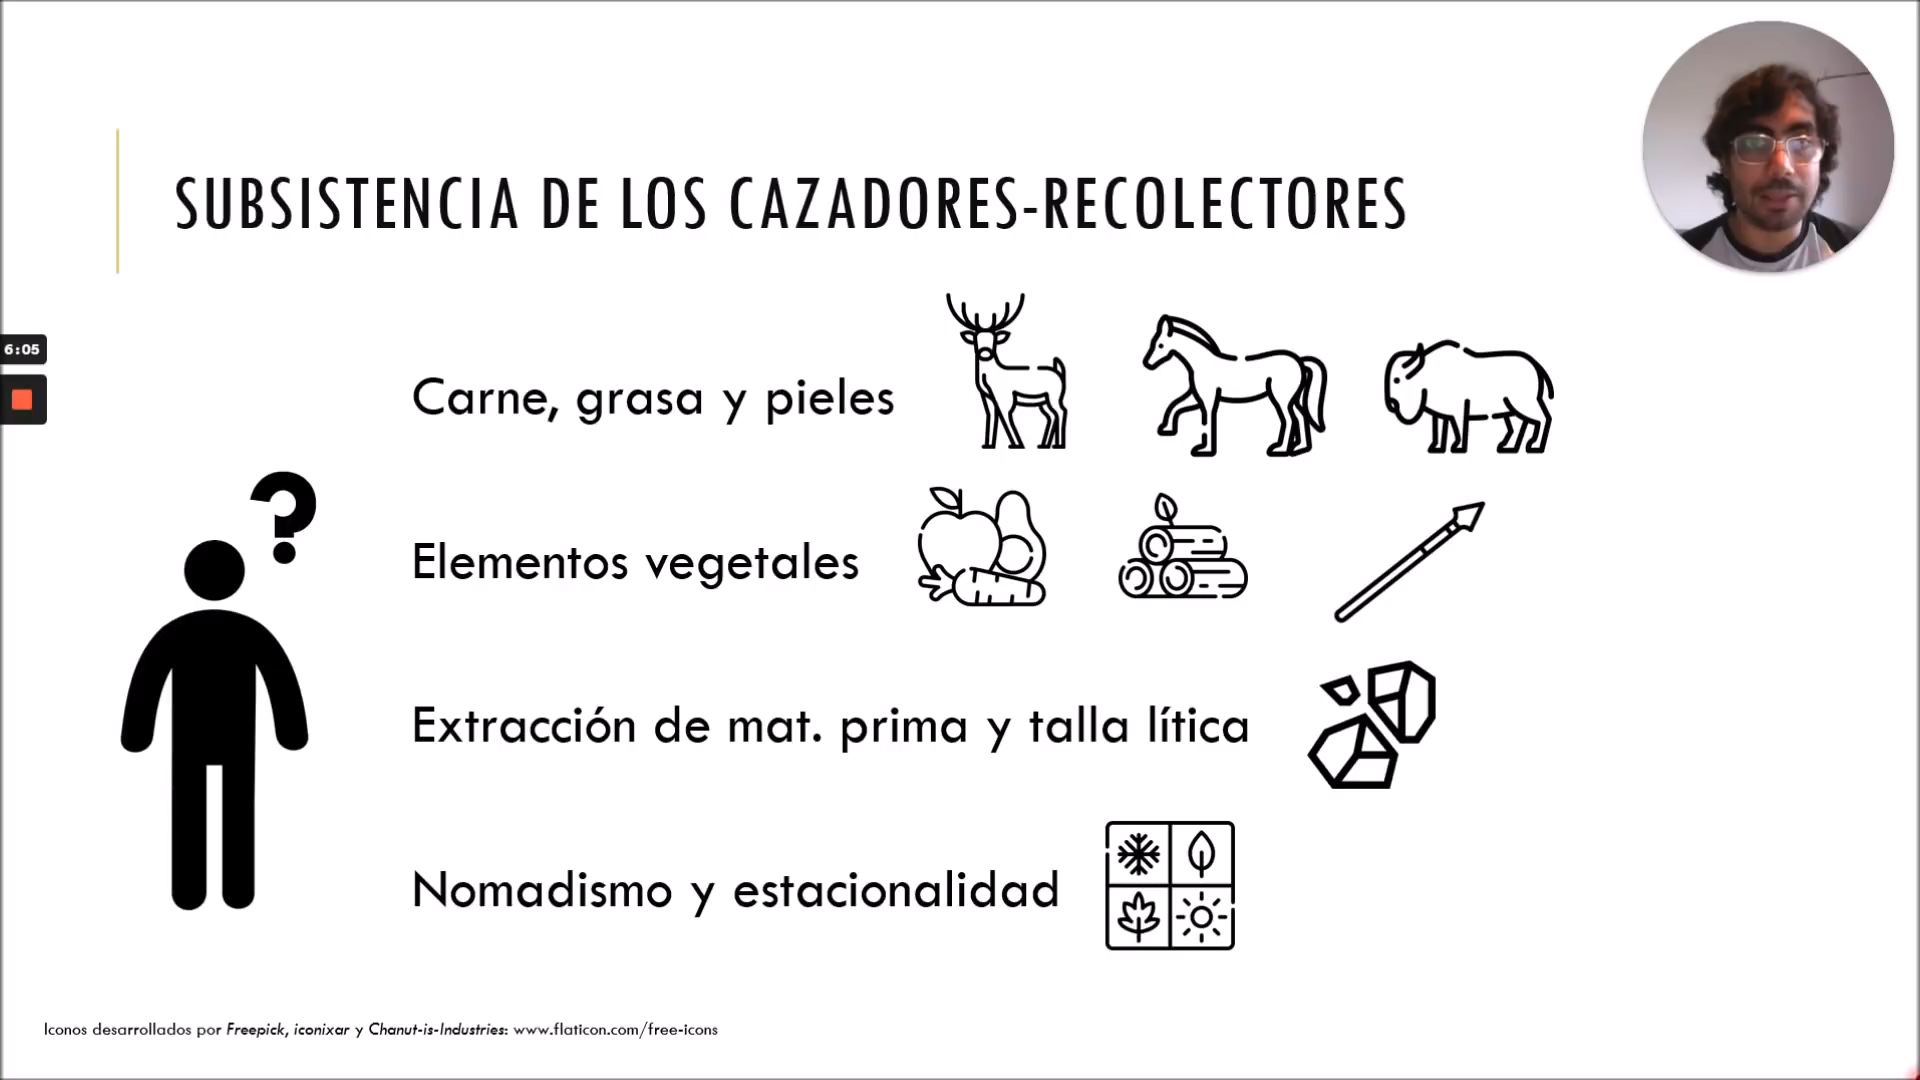 SUBSISTENCIA DE LOS CAZADORES-RECOLECTORES
6:05
Carne, grasa y pieles
?
Elementos vegetales
Extracción de mat. prima y talla lítica
Nomadismo y estacionalidad
Iconos desarrollados por Freepick, iconixar y Chanut-is-Industries: www.flaticon.com/free-icons